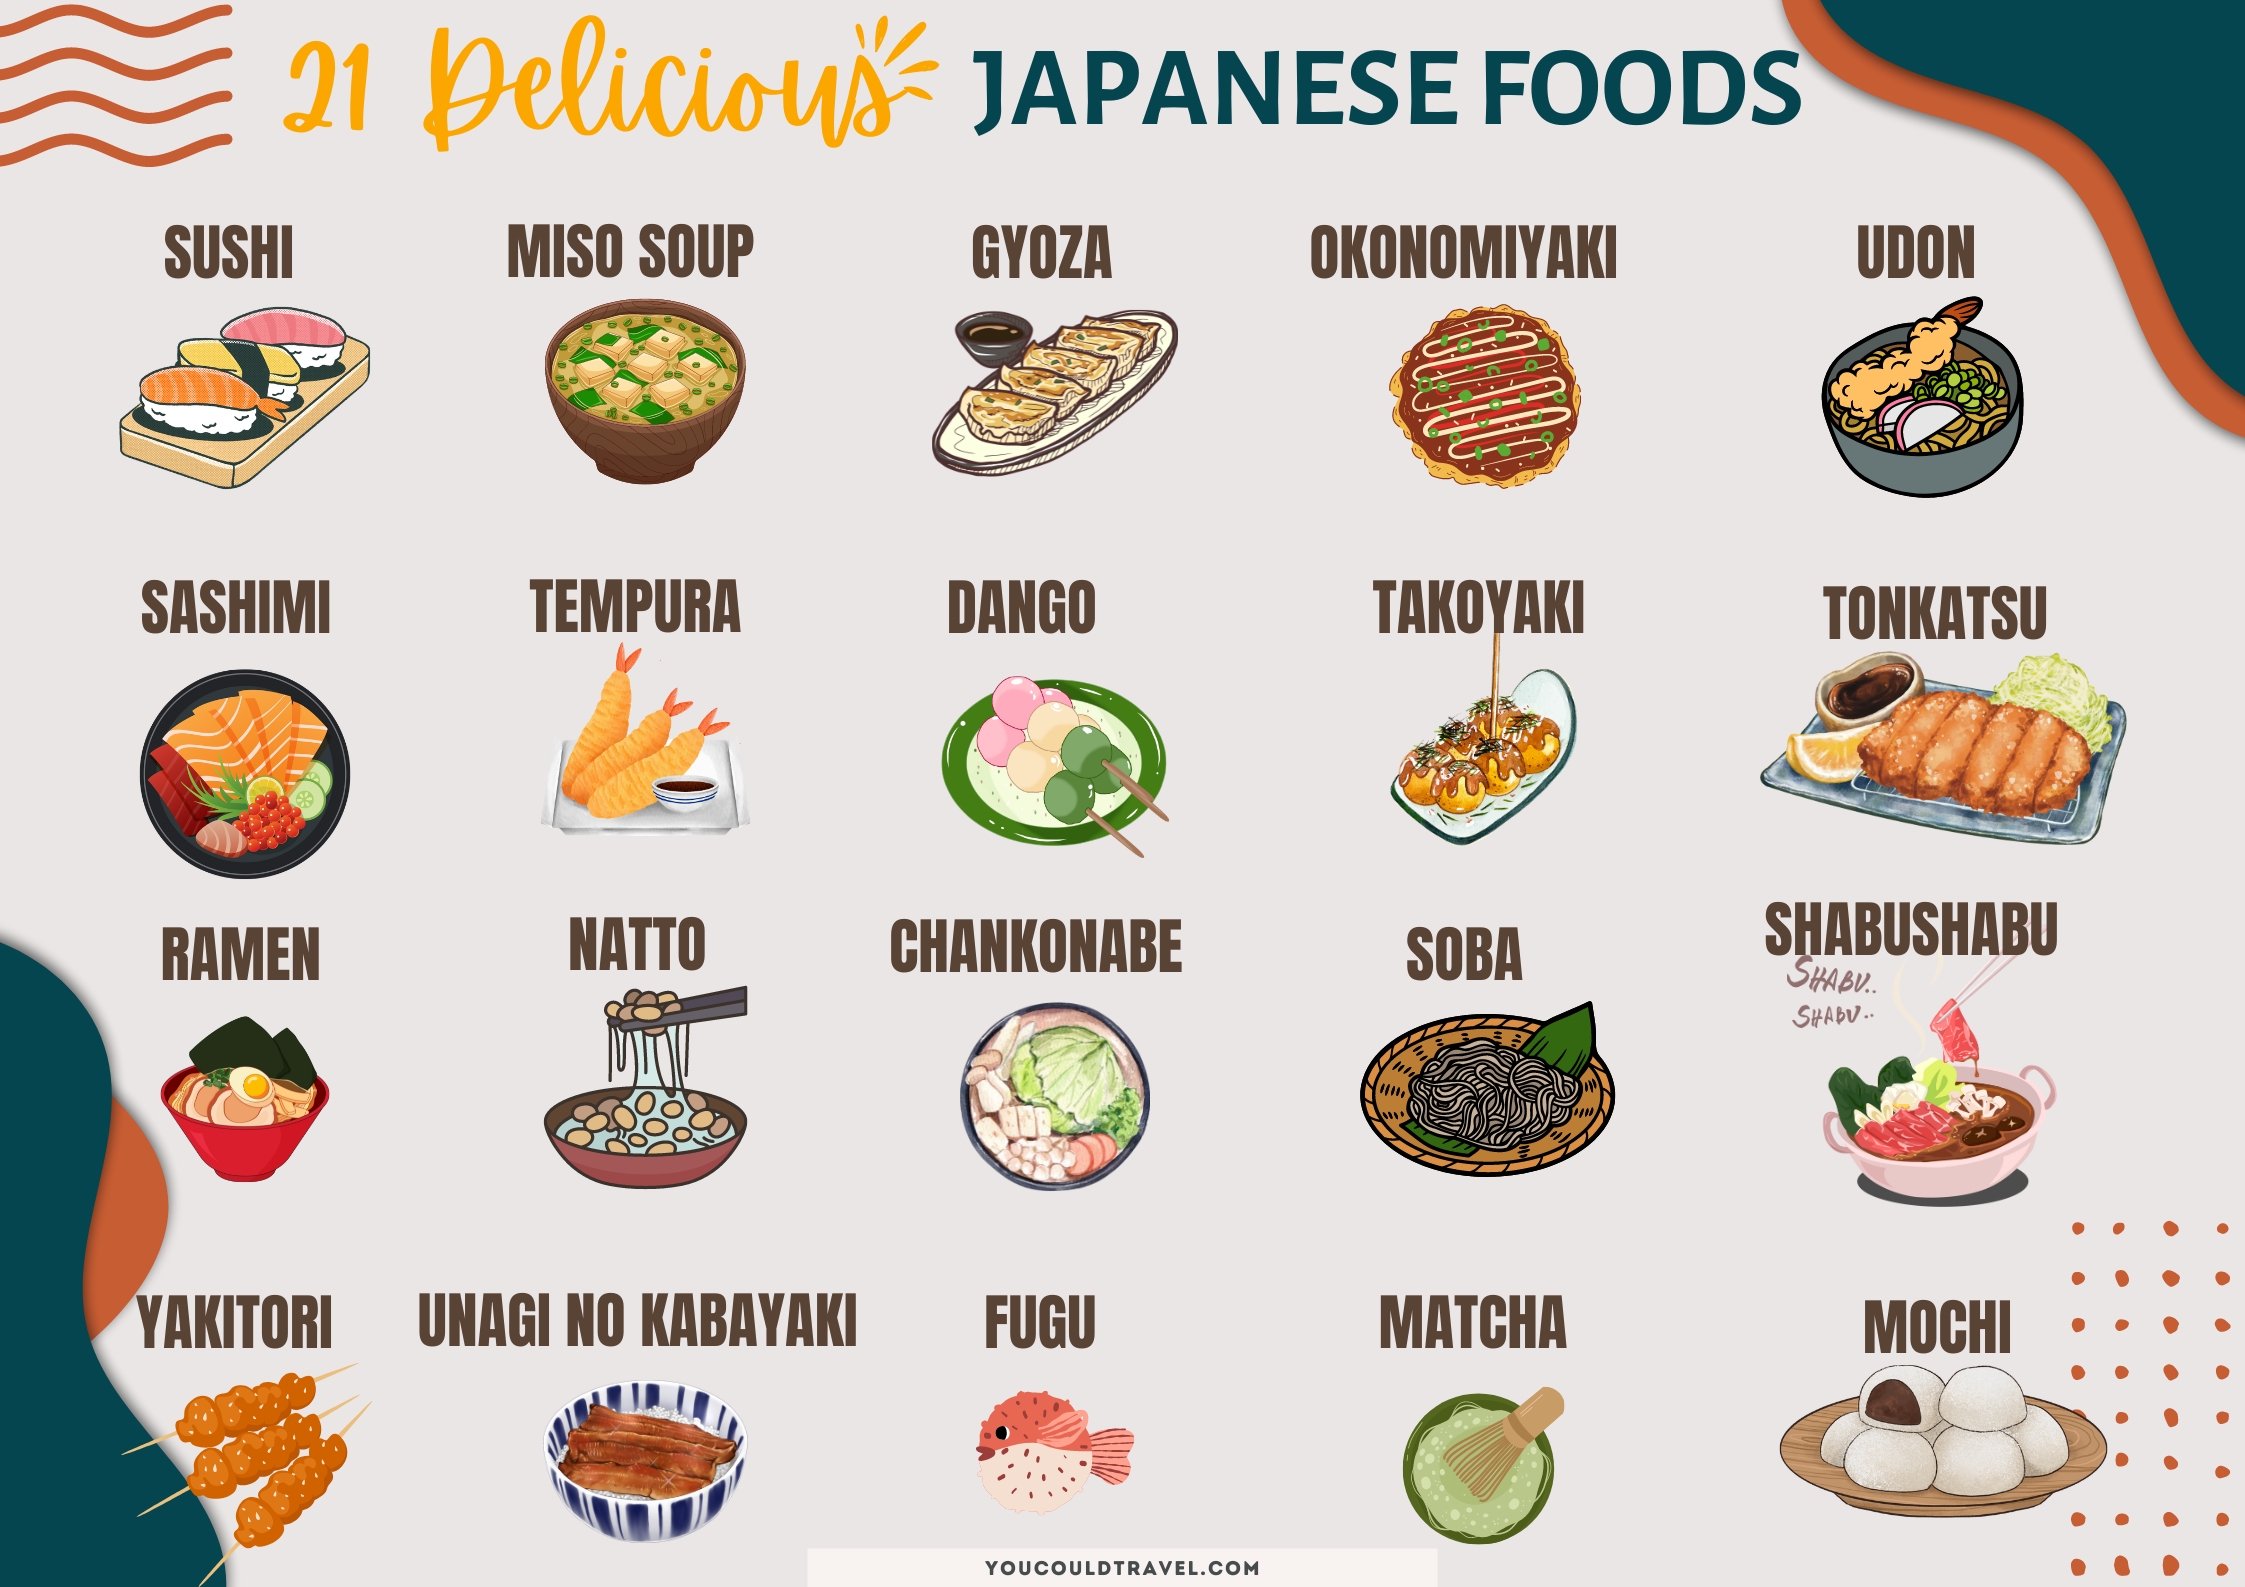 21 Delicious JAPANESE FOODS
SUSHI
MISO SOUP
GYOZA
OKONOMIYAKI
UDON
SASHIMI
TEMPURA
DANGO
TAKOYAKI
TONKATSU
RAMEN
NATTO
CHANKONABE
SOBA
SHABUSHABU
SHABU..
SHABU..
YAKITORI
UNAGI NO KABAYAKI
FUGU
MATCHA
MOCHI
YOUCOULDTRAVEL.COM